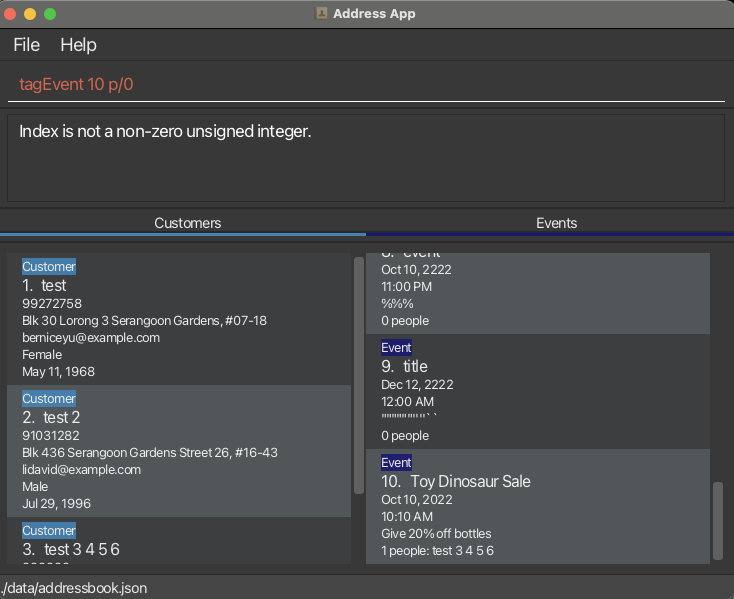 Address App
File Help
tagEvent 10 p/0
Index is not a non-zero unsigned integer.
Customers
Events
Customer
1. test
99272758
Blk 30 Lorong 3 Serangoon Gardens, #07-18
berniceyu@example.com
Female
May 11, 1968
Customer
2. test 2
91031282
Blk 436 Serangoon Gardens Street 26, #16-43
lidavid@example.com
Male
Jul 29, 1996
Customer
3. test 3 4 5 6
8. event
Oct 10, 2222
11:00 PM
%%%
0 people
Event
9. title
Dec 12, 2222
12:00 AM
0 people
Event
10. Toy Dinosaur Sale
Oct 10, 2022
10:10 AM
Give 20% off bottles
1 people: test 3 4 5 6
./data/addressbook.json